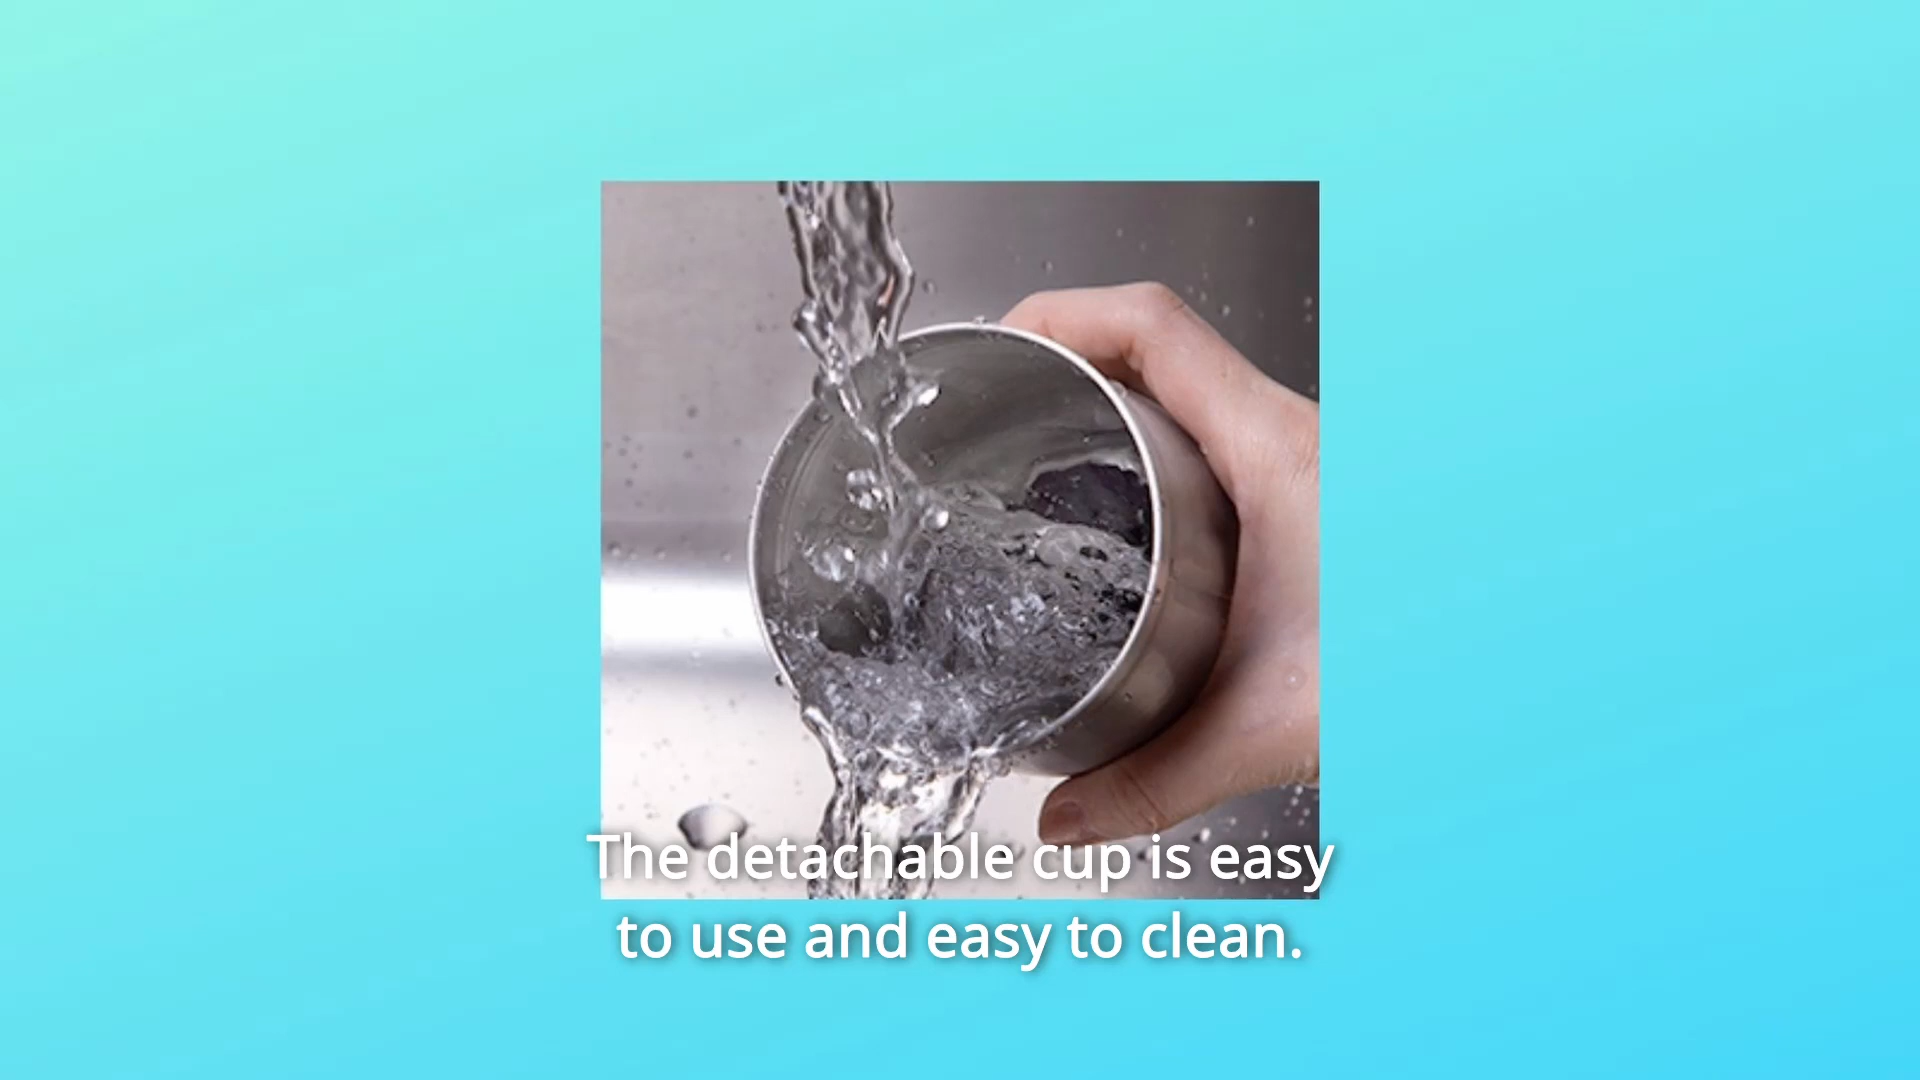 The detachable cup is easy
to use and easy to clean.